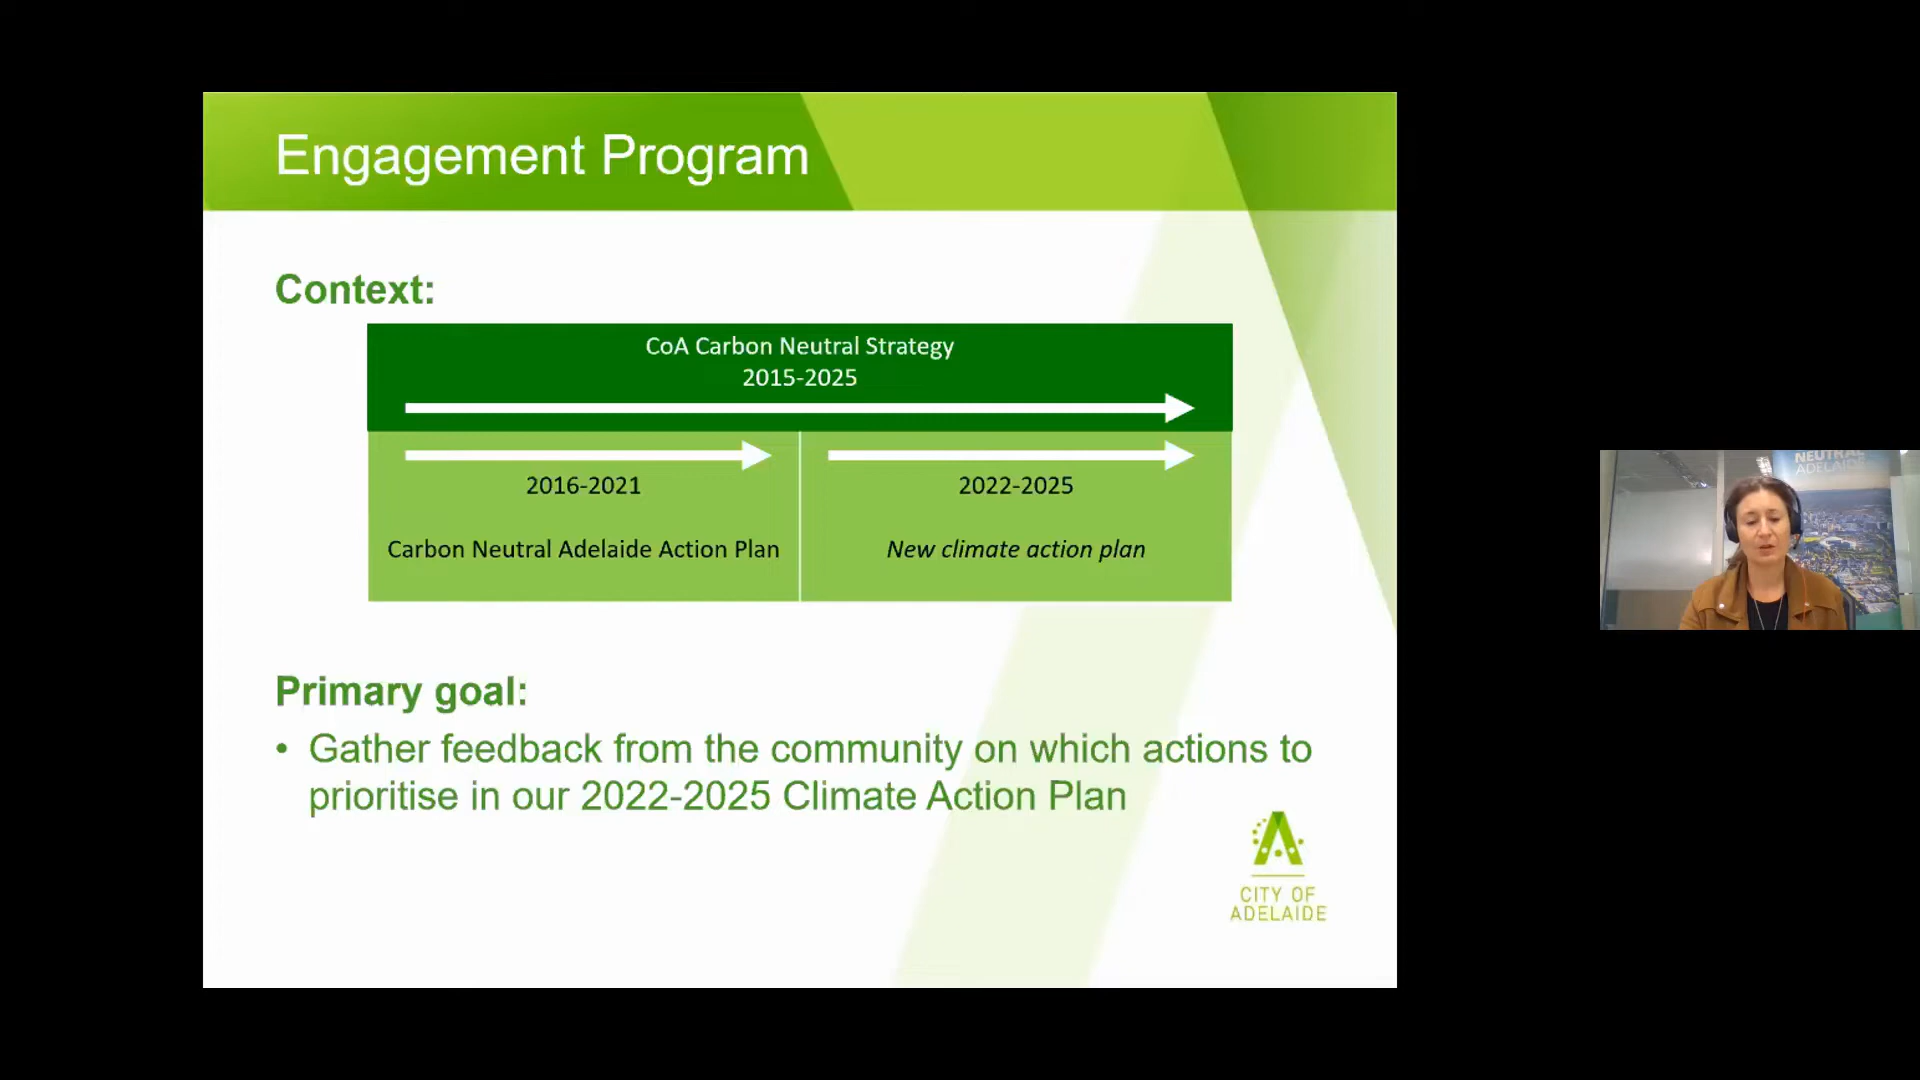 Engagement Program
Context:
CoA Carbon Neutral Strategy
2015-2025
2016-2021
Carbon Neutral Adelaide Action Plan
2022-2025
New climate action plan
Primary goal:
• Gather feedback from the community on which actions to
prioritise in our 2022-2025 Climate Action Plan
CITY OF
ADELAIDE
NEUTRAL
ADELAIDE